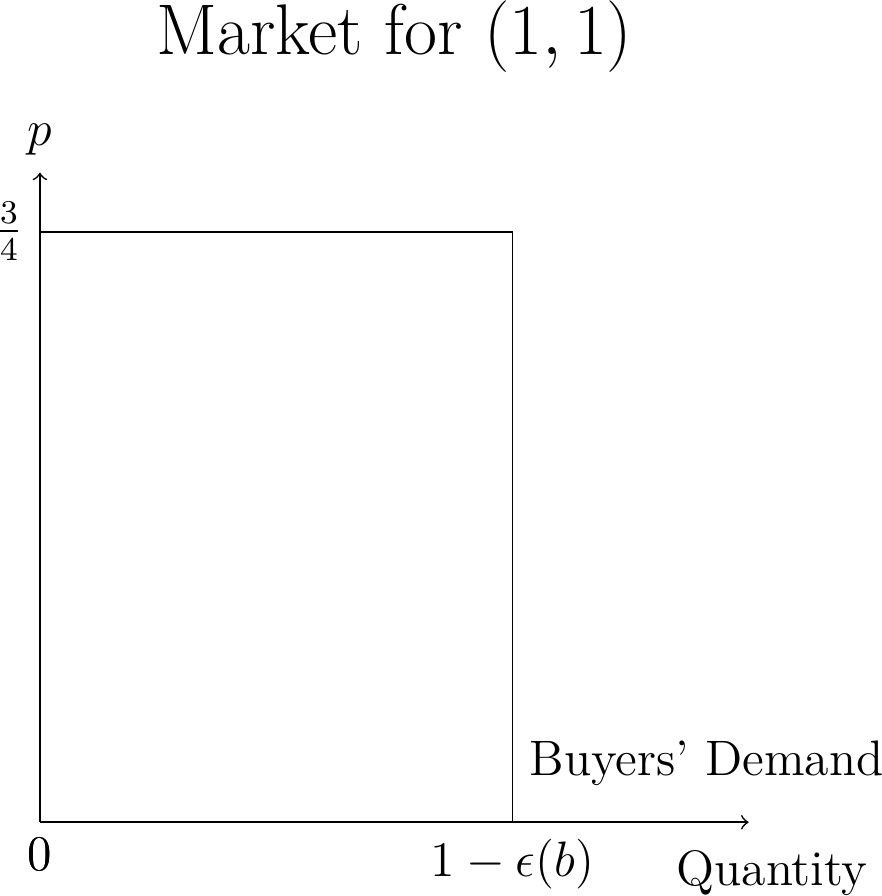 Market for (1, 1)
p
3/4
Buyers' Demand
0
1 − ϵ(b)
Quantity